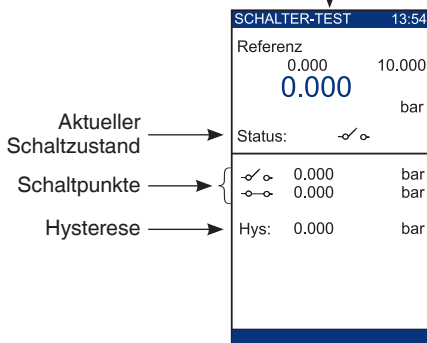 SCHALTER-TEST 13:54
Referenz
0.000 10.000
0.000
bar
Aktueller
Schaltzustand
Status:
Schaltpunkte
0.000 bar
0.000 bar
Hysterese
Hys: 0.000 bar